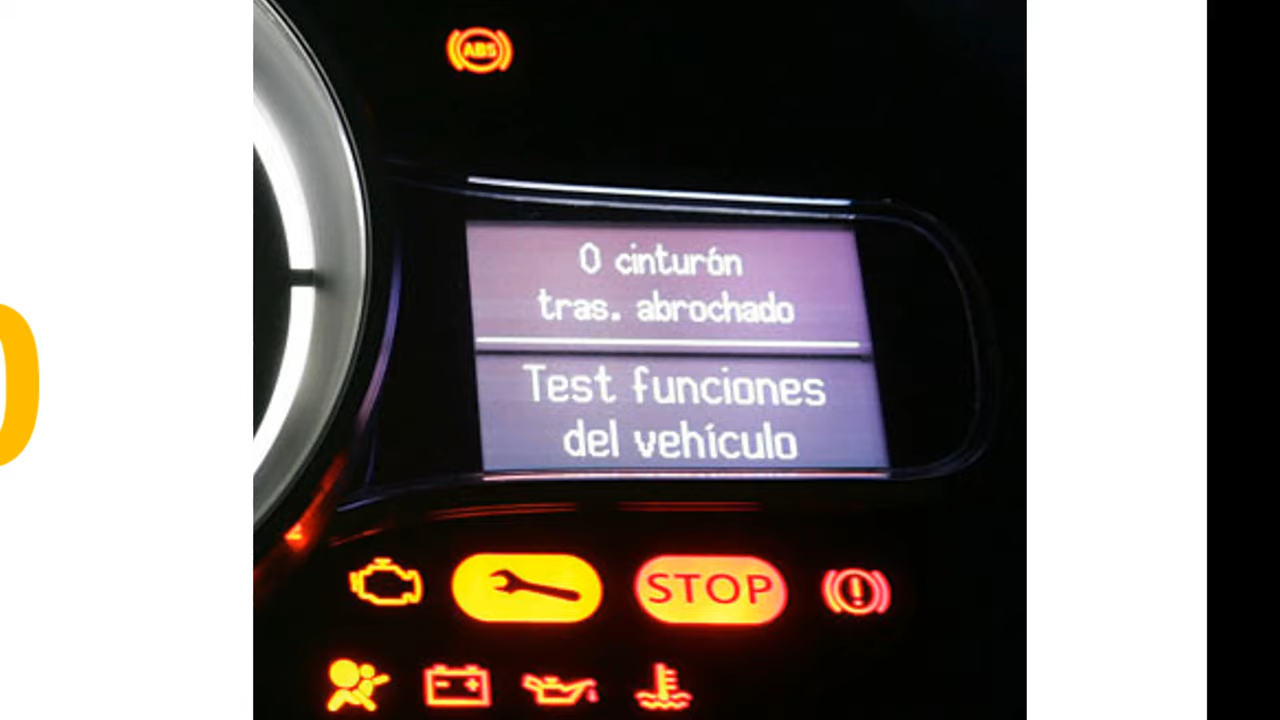 ABS
0 cinturón
tras. abrochado
Test funciones
del vehículo
STOP